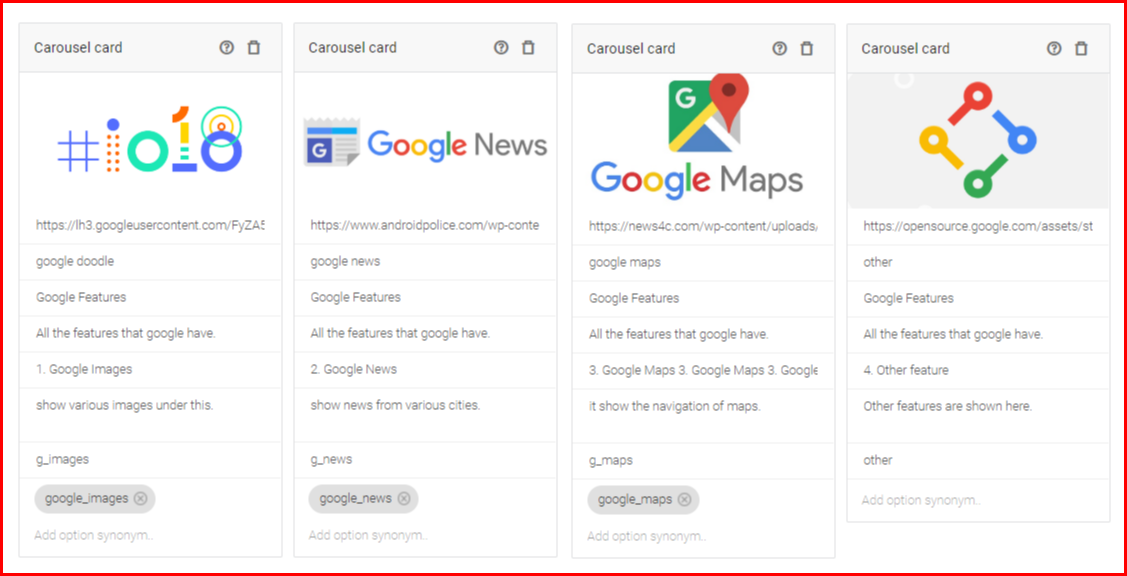 Carousel card
#io18
https://lh3.googleusercontent.com/FyZA5
google doodle
Google Features
All the features that google have.
1. Google Images
show various images under this.
g_images
google_images
Add option synonym..
Carousel card
G
Google News
https://www.androidpolice.com/wp-conte
google news
Google Features
All the features that google have.
2. Google News
show news from various cities.
g_news
google_news
Add option synonym..
Carousel card
G
Google Maps
https://news4c.com/wp-content/uploads/
google maps
Google Features
All the features that google have.
3. Google Maps 3. Google Maps 3. Google
it show the navigation of maps.
g_maps
google_maps
Add option synonym..
Carousel card
https://opensource.google.com/assets/st
other
Google Features
All the features that google have.
4. Other feature
Other features are shown here.
other
Add option synonym..